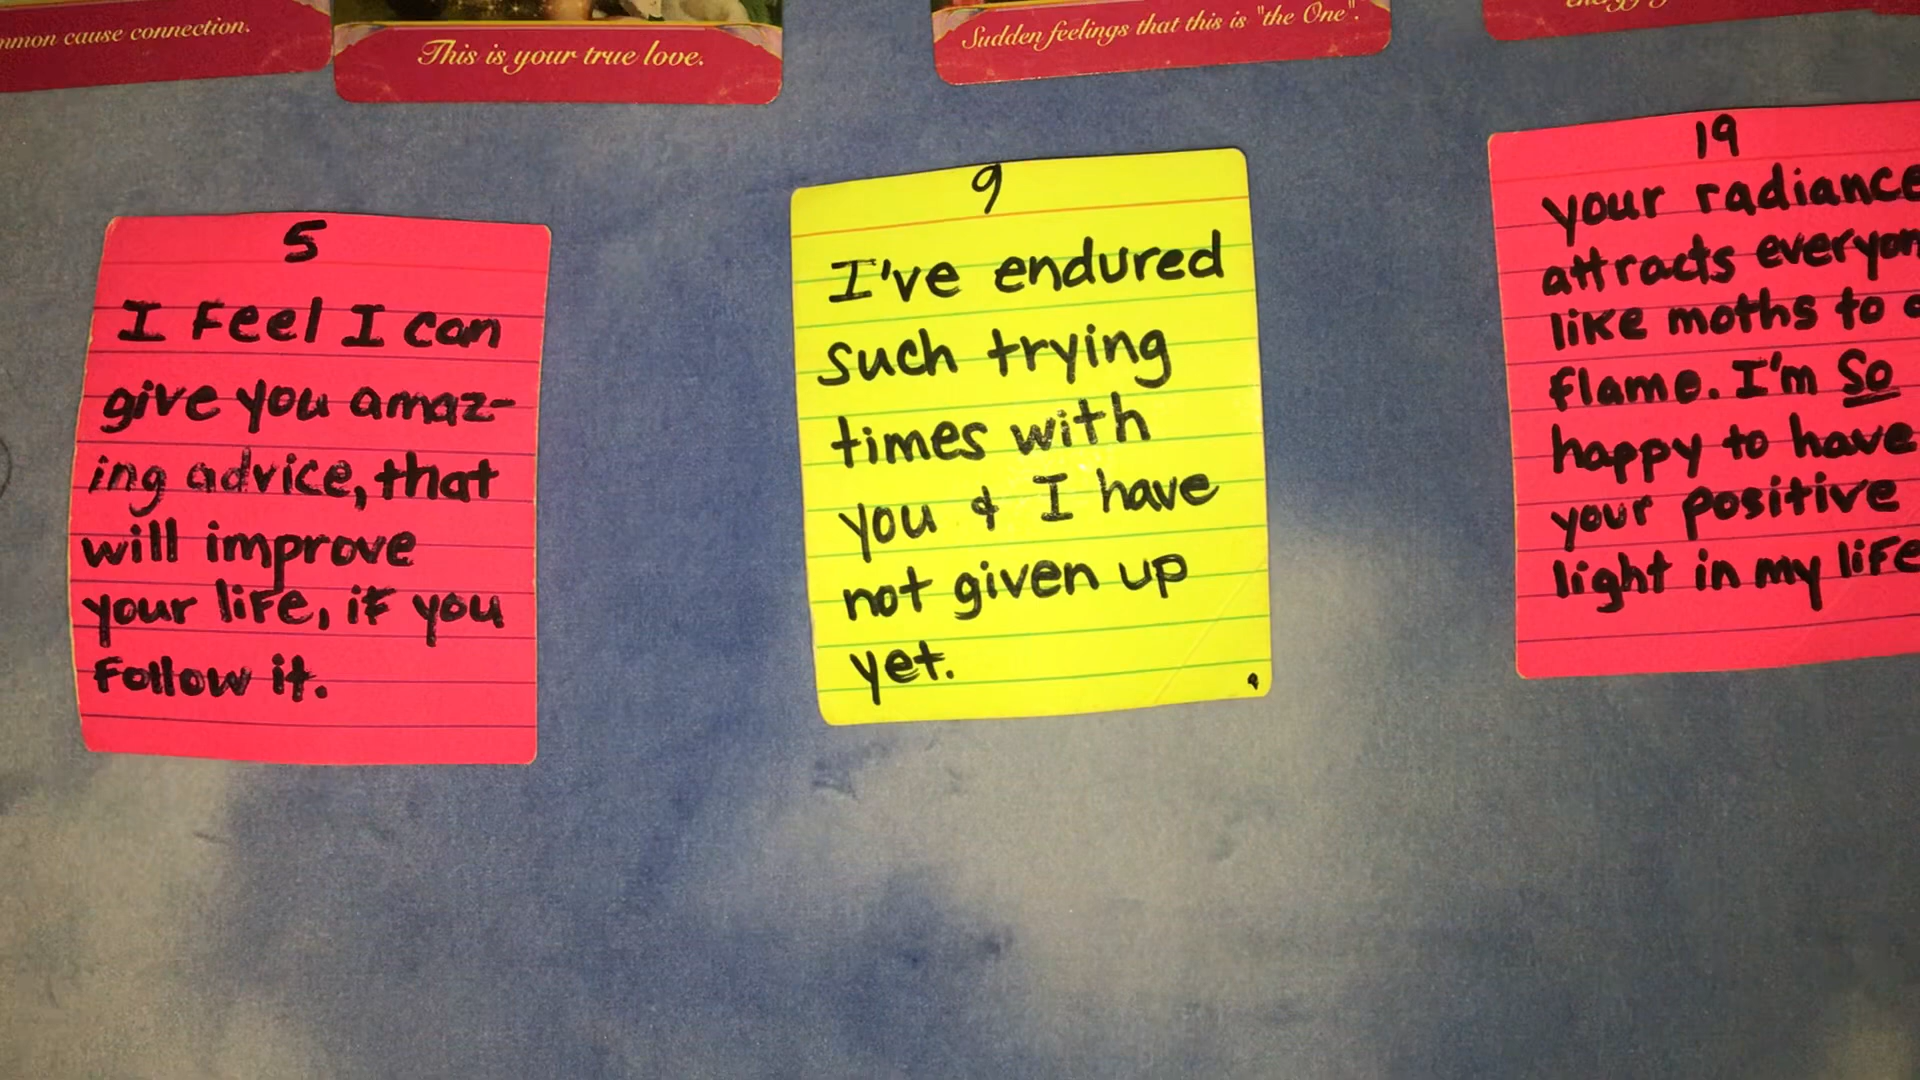 common cause connection.
This is your true love.
Sudden feelings that this is "the One".
5
I Feel I can
give you amaz-
ing advice, that
will improve
your life, if you
Follow it.
9
I've endured
such trying
times with
you & I have
not given up
yet.
9
19
your radiance
attracts everyon
like moths to
flame. I'm So
happy to have
your positive
light in my life